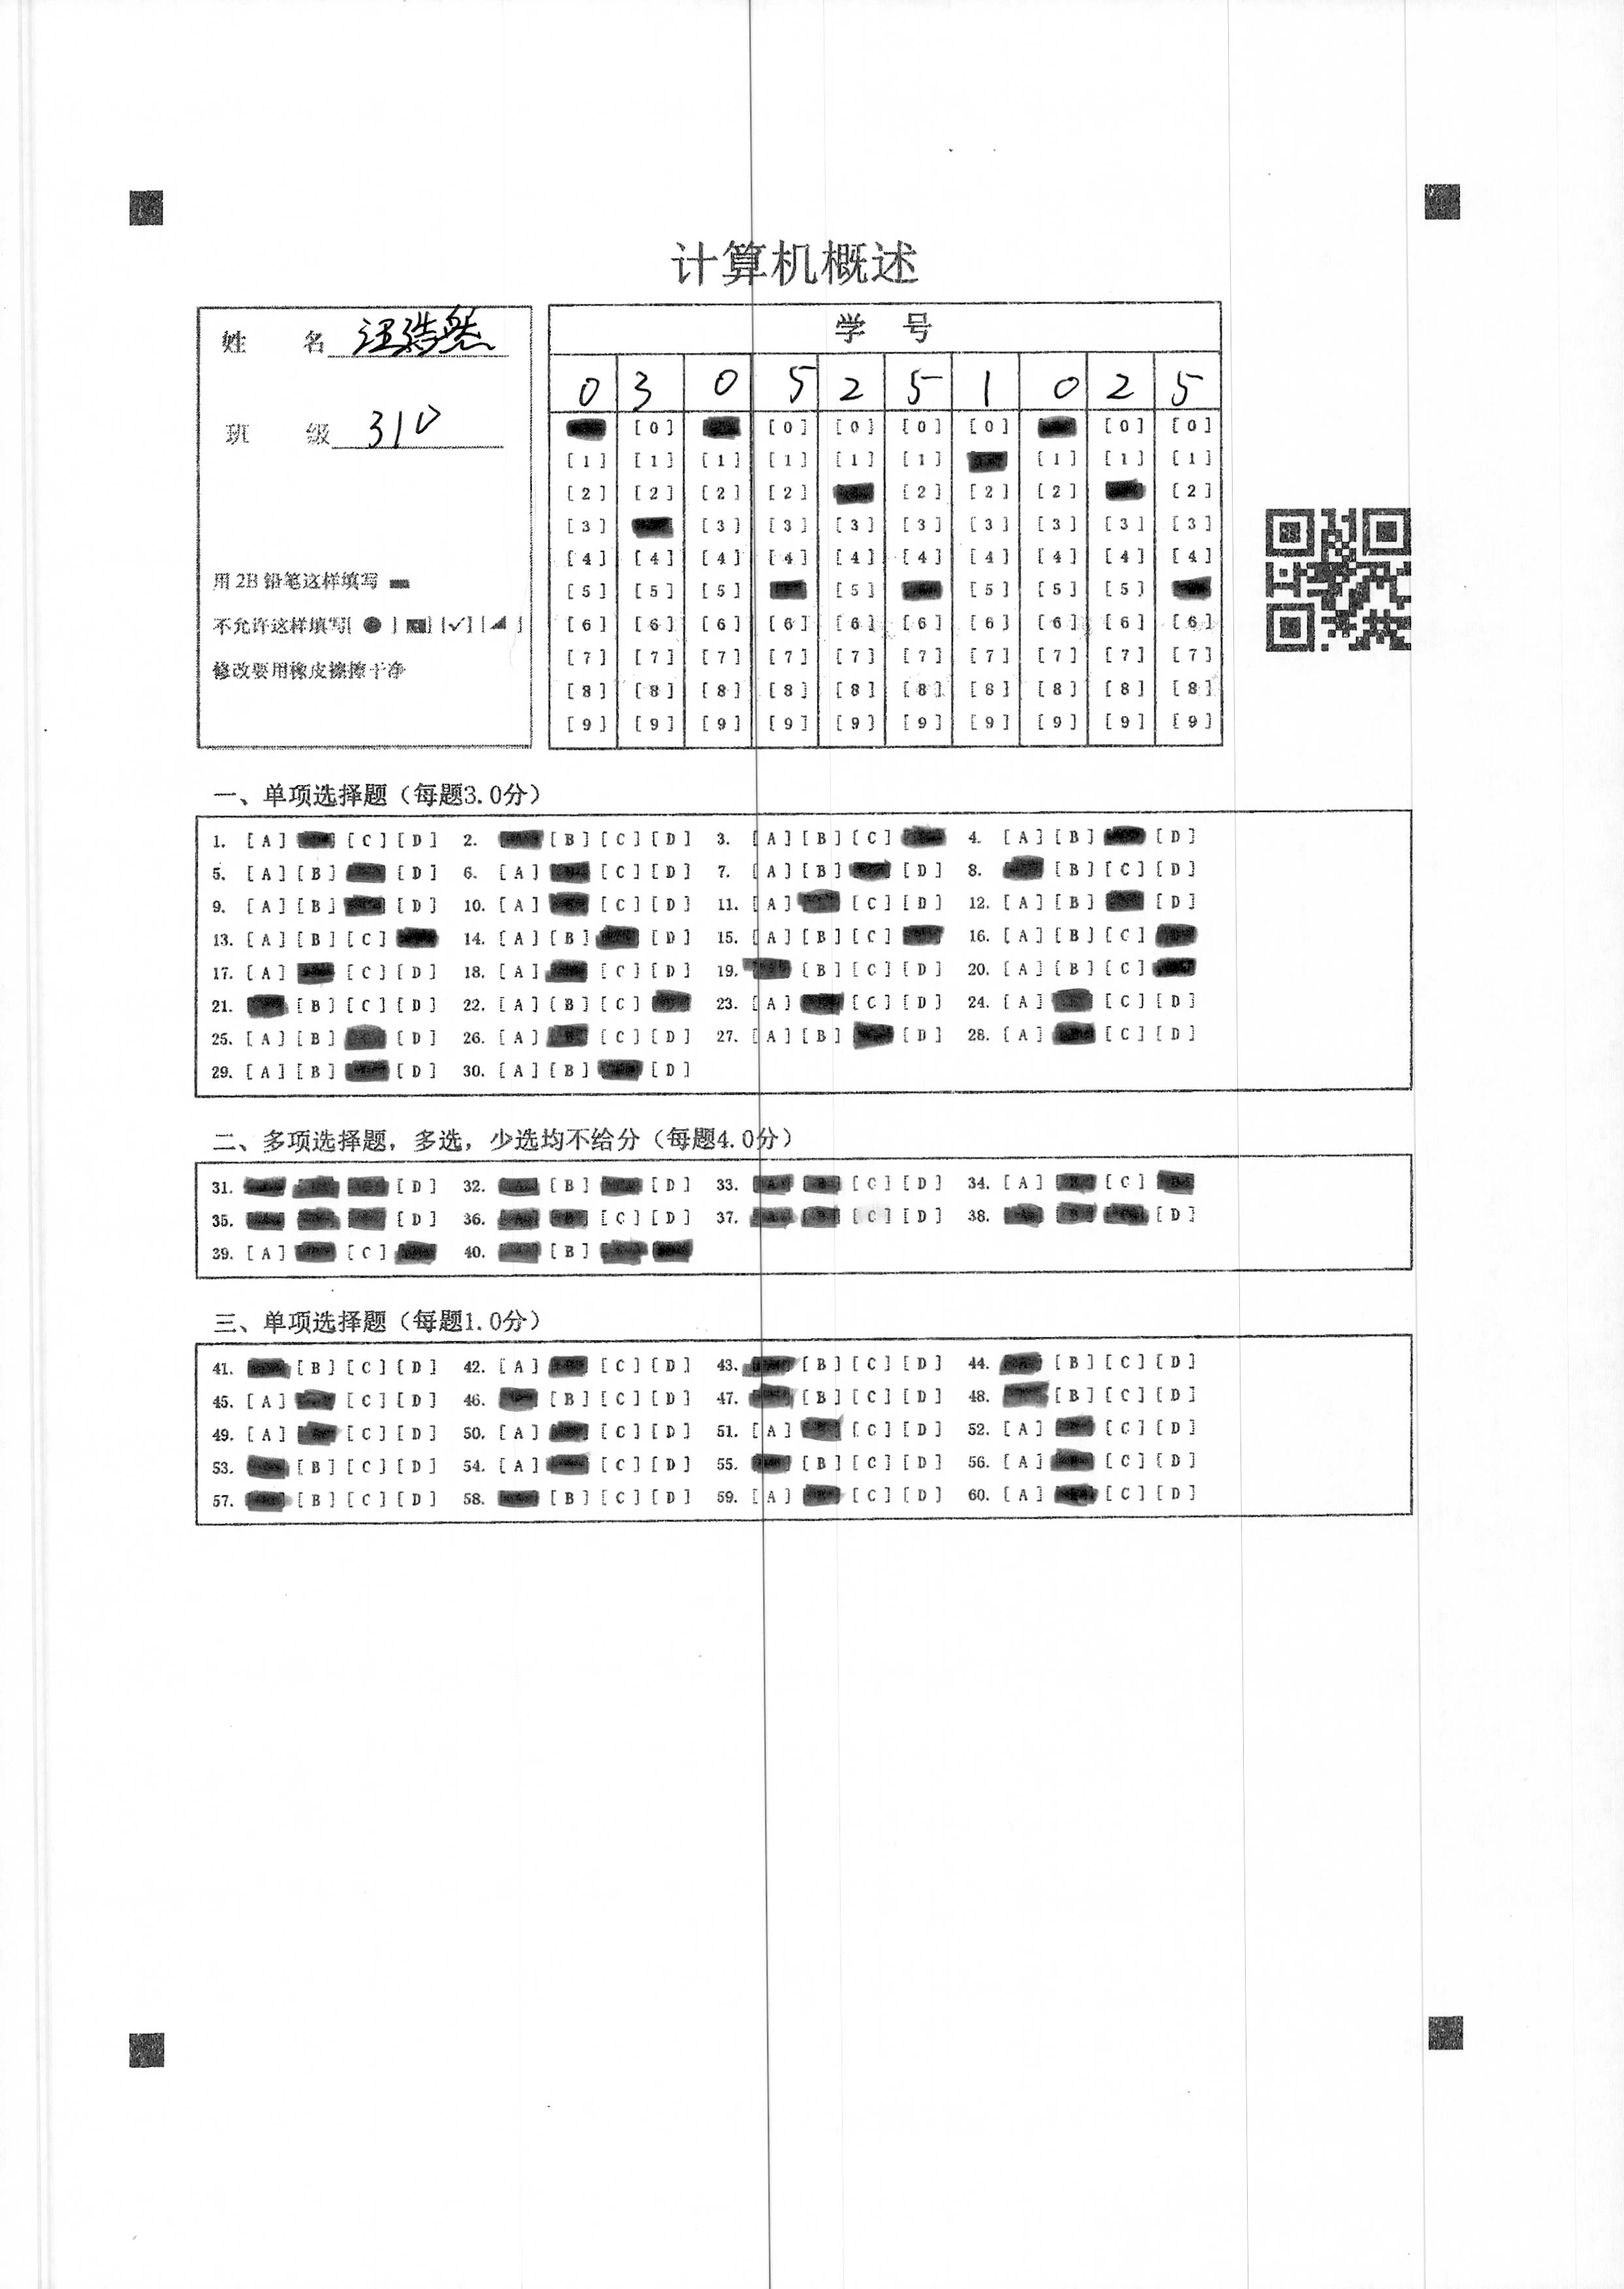 计算机概述
姓 名 汪浩然
班 级 310
用 2B 铅笔这样填写
不允许这样填写[ ● ] [ ] [✓] [ ]
修改要用橡皮擦擦干净
学 号
0 3 0 5 2 5 1 0 2 5
[0] [0] [0] [0] [0] [0] [0]
[1] [1] [1] [1] [1] [1] [1] [1] [1]
[2] [2] [2] [2] [2] [2] [2] [2]
[3] [3] [3] [3] [3] [3] [3] [3] [3]
[4] [4] [4] [4] [4] [4] [4] [4] [4] [4]
[5] [5] [5] [5] [5] [5] [5]
[6] [6] [6] [6] [6] [6] [6] [6] [6] [6]
[7] [7] [7] [7] [7] [7] [7] [7] [7] [7]
[8] [8] [8] [8] [8] [8] [8] [8] [8] [8]
[9] [9] [9] [9] [9] [9] [9] [9] [9] [9]
一、单项选择题（每题3.0分）
1. [A] [C] [D] 2. [B] [C] [D] 3. [A] [B] [C] 4. [A] [B] [D]
5. [A] [B] [D] 6. [A] [C] [D] 7. [A] [B] [D] 8. [B] [C] [D]
9. [A] [B] [D] 10. [A] [C] [D] 11. [A] [C] [D] 12. [A] [B] [D]
13. [A] [B] [C] 14. [A] [B] [D] 15. [A] [B] [C] 16. [A] [B] [C]
17. [A] [C] [D] 18. [A] [C] [D] 19. [B] [C] [D] 20. [A] [B] [C]
21. [B] [C] [D] 22. [A] [B] [C] 23. [A] [C] [D] 24. [A] [C] [D]
25. [A] [B] [D] 26. [A] [C] [D] 27. [A] [B] [D] 28. [A] [C] [D]
29. [A] [B] [D] 30. [A] [B] [D]
二、多项选择题，多选，少选均不给分（每题4.0分）
31. [D] 32. [B] [D] 33. [C] [D] 34. [A] [C]
35. [D] 36. [C] [D] 37. [C] [D] 38. [D]
39. [A] [C] 40. [B]
三、单项选择题（每题1.0分）
41. [B] [C] [D] 42. [A] [C] [D] 43. [B] [C] [D] 44. [B] [C] [D]
45. [A] [C] [D] 46. [B] [C] [D] 47. [B] [C] [D] 48. [B] [C] [D]
49. [A] [C] [D] 50. [A] [C] [D] 51. [A] [C] [D] 52. [A] [C] [D]
53. [B] [C] [D] 54. [A] [C] [D] 55. [B] [C] [D] 56. [A] [C] [D]
57. [B] [C] [D] 58. [B] [C] [D] 59. [A] [C] [D] 60. [A] [C] [D]